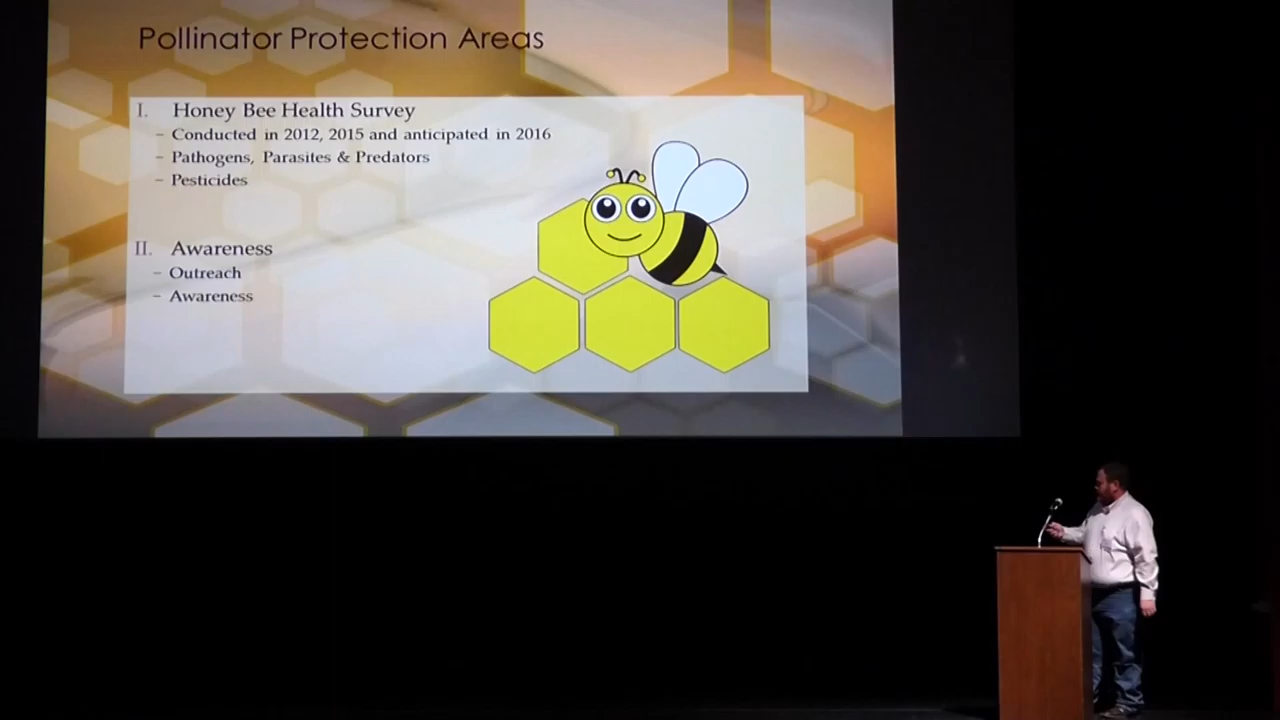 Pollinator Protection Areas
I. Honey Bee Health Survey
– Conducted in 2012, 2015 and anticipated in 2016
– Pathogens, Parasites & Predators
– Pesticides
II. Awareness
– Outreach
– Awareness